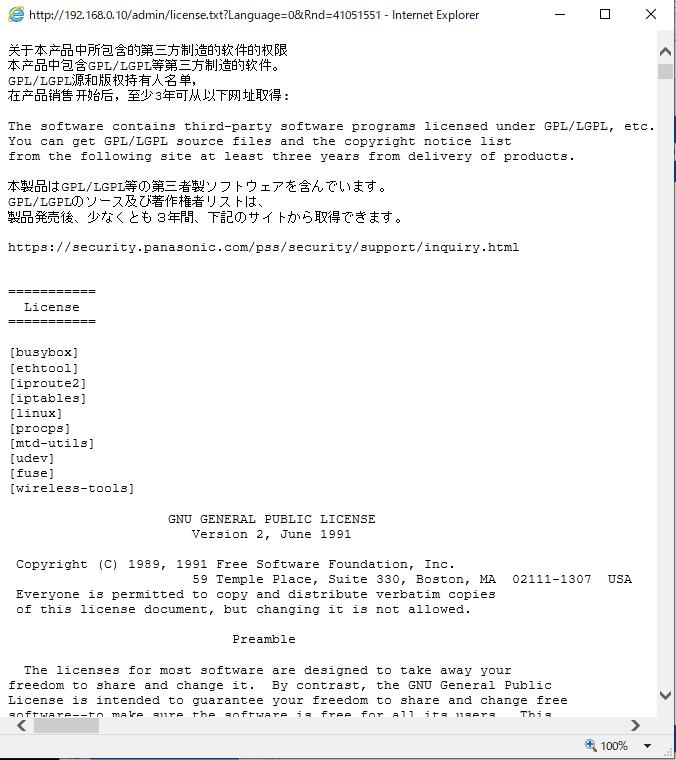 http://192.168.0.10/admin/license.txt?Language=0&Rnd=41051551 - Internet Explorer
关于本产品中所包含的第三方制造的软件的权限
本产品中包含GPL/LGPL等第三方制造的软件。
GPL/LGPL源和版权持有人名单,
在产品销售开始后，至少3年可从以下网址取得:
The software contains third-party software programs licensed under GPL/LGPL, etc.
You can get GPL/LGPL source files and the copyright notice list
from the following site at least three years from delivery of products.
本製品はGPL/LGPL等の第三者製ソフトウェアを含んでいます。
GPL/LGPLのソース及び著作権者リストは、
製品発売後、少なくとも３年間、下記のサイトから取得できます。
https://security.panasonic.com/pss/security/support/inquiry.html
===========
License
===========
[busybox]
[ethtool]
[iproute2]
[iptables]
[linux]
[procps]
[mtd-utils]
[udev]
[fuse]
[wireless-tools]
GNU GENERAL PUBLIC LICENSE
Version 2, June 1991
Copyright (C) 1989, 1991 Free Software Foundation, Inc.
59 Temple Place, Suite 330, Boston, MA  02111-1307  USA
Everyone is permitted to copy and distribute verbatim copies
of this license document, but changing it is not allowed.
Preamble
The licenses for most software are designed to take away your
freedom to share and change it.  By contrast, the GNU General Public
License is intended to guarantee your freedom to share and change free
software--to make sure the software is free for all its users.  This
100%